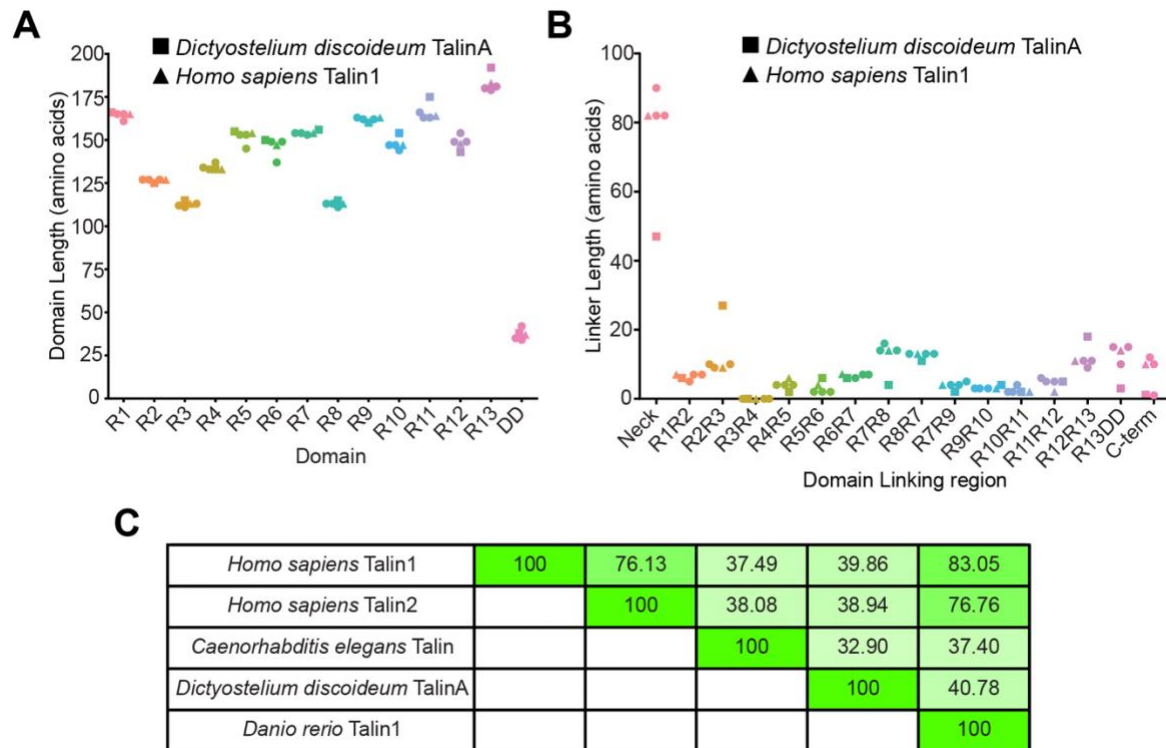 A
■ Dictyostelium discoideum TalinA
▲ Homo sapiens Talin1
Domain Length (amino acids)
200
175
150
125
100
75
50
25
0
R1 R2 R3 R4 R5 R6 R7 R8 R9 R10 R11 R12 R13 DD
Domain
B
■ Dictyostelium discoideum TalinA
▲ Homo sapiens Talin1
Linker Length (amino acids)
100
80
60
40
20
0
Neck R1R2 R2R3 R3R4 R4R5 R5R6 R6R7 R7R8 R8R7 R7R9 R9R10 R10R11 R11R12 R12R13 R13DD C-term
Domain Linking region
C
Homo sapiens Talin1 100 76.13 37.49 39.86 83.05
Homo sapiens Talin2 100 38.08 38.94 76.76
Caenorhabditis elegans Talin 100 32.90 37.40
Dictyostelium discoideum TalinA 100 40.78
Danio rerio Talin1 100